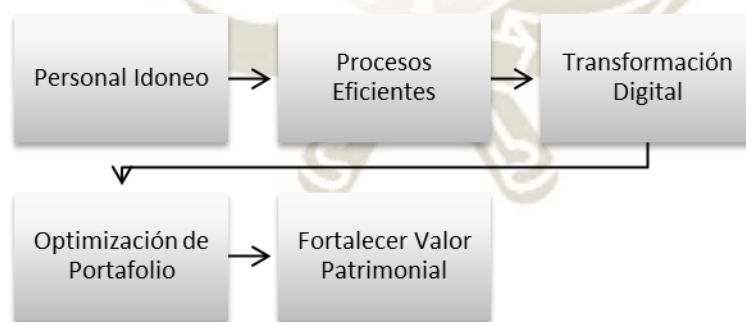 Personal Idoneo
Procesos
Eficientes
Transformación
Digital
Optimización de
Portafolio
Fortalecer Valor
Patrimonial